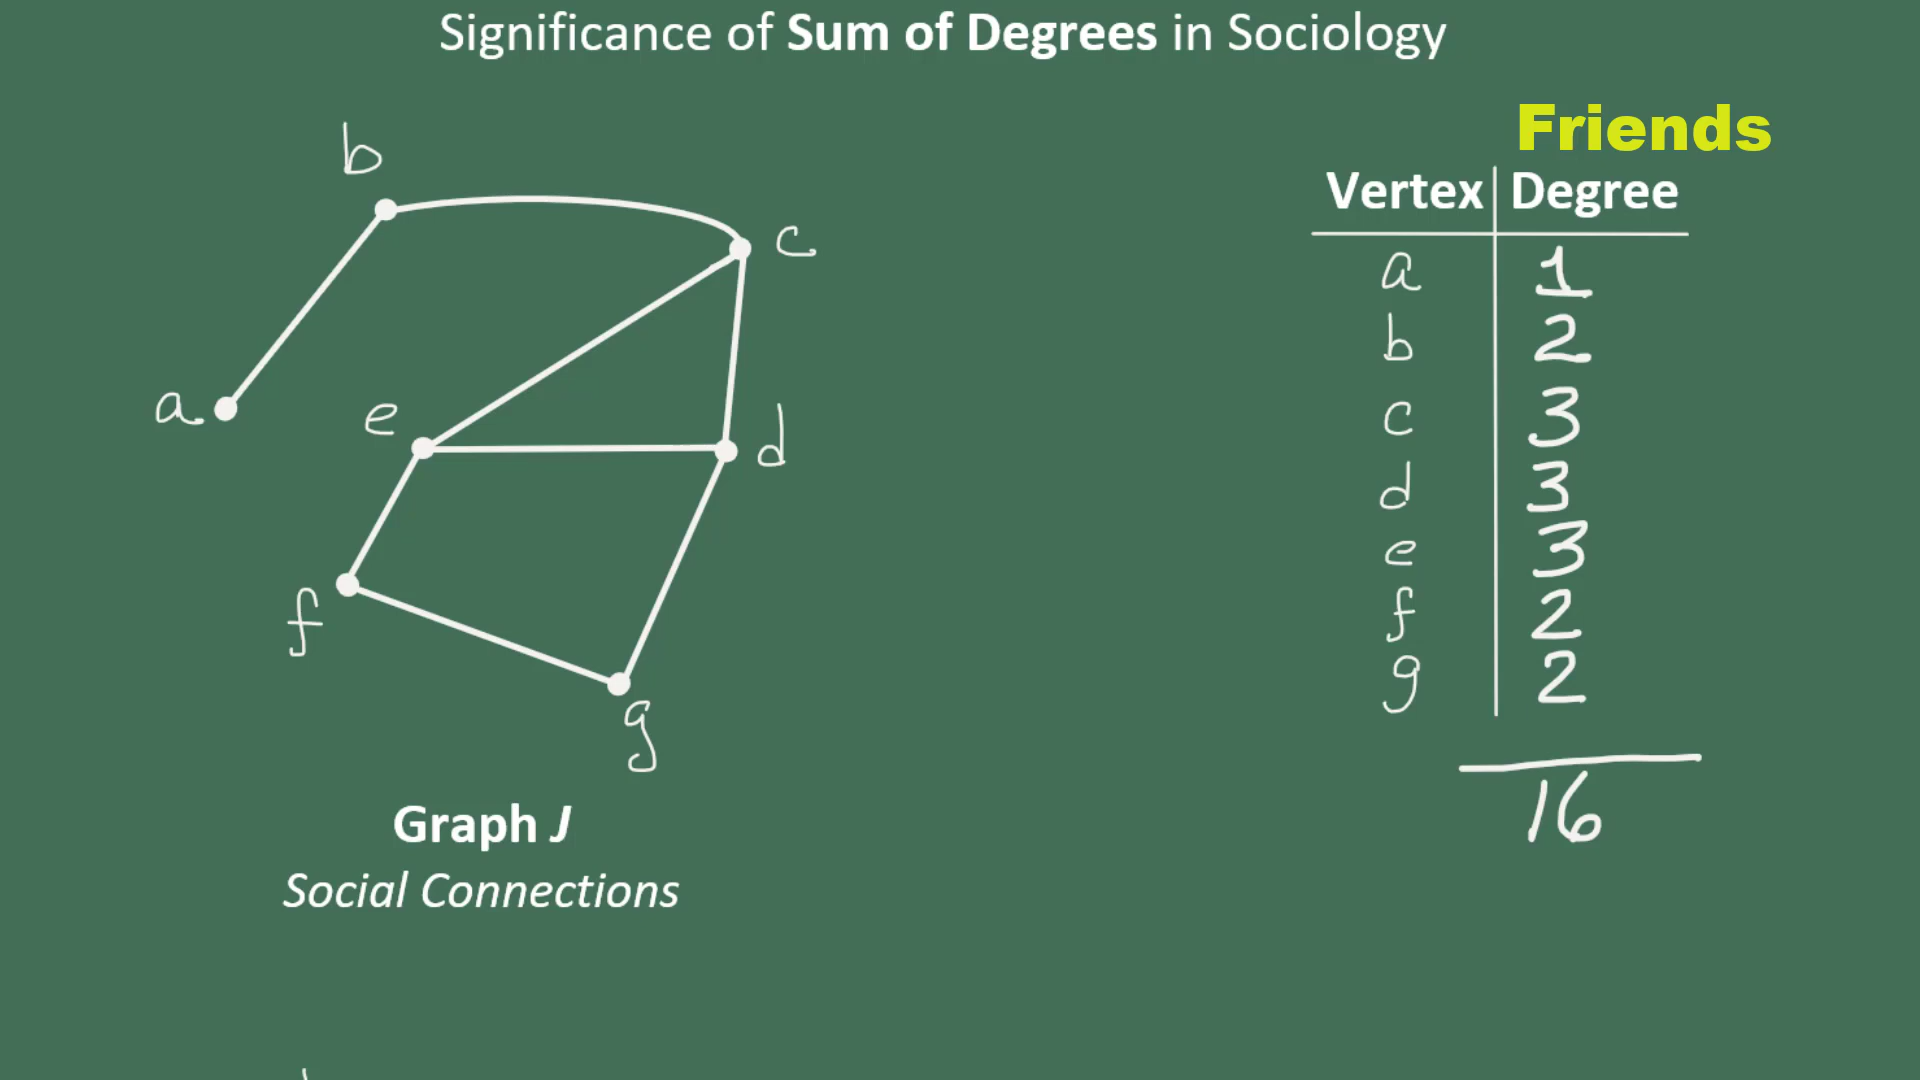 Significance of Sum of Degrees in Sociology
b
c
a
e
d
f
g
Graph J
Social Connections
Friends
Vertex Degree
a 1
b 2
c 3
d 3
e 3
f 2
g 2
16